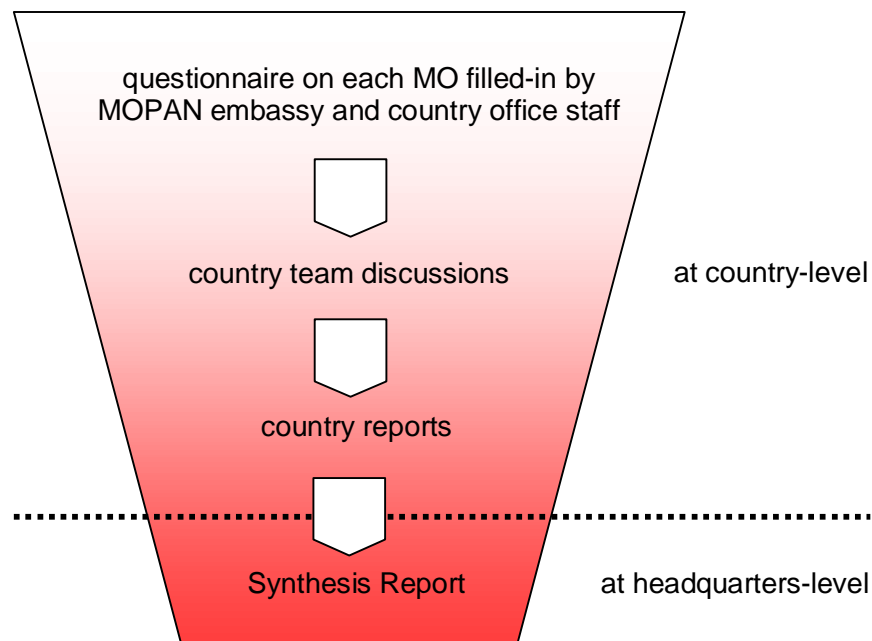 questionnaire on each MO filled-in by
MOPAN embassy and country office staff
country team discussions
at country-level
country reports
Synthesis Report
at headquarters-level